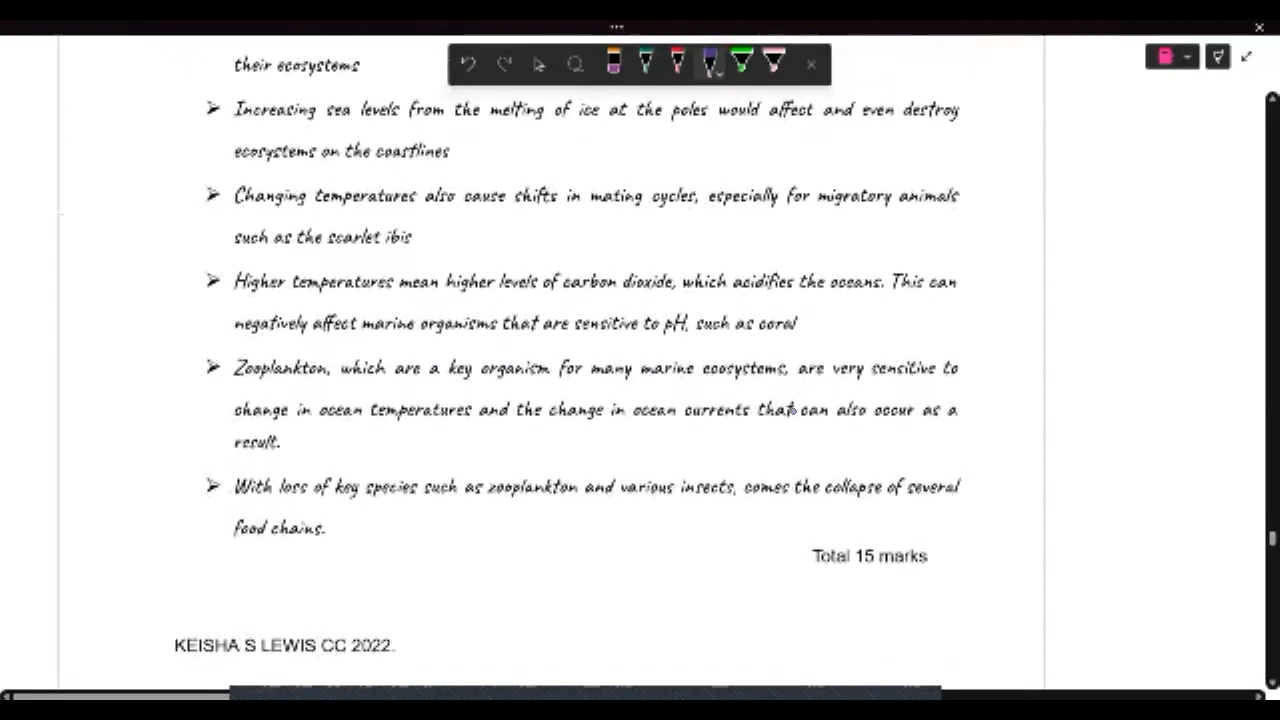 their ecosystems
➢ Increasing sea levels from the melting of ice at the poles would affect and even destroy
ecosystems on the coastlines
➢ Changing temperatures also cause shifts in mating cycles, especially for migratory animals
such as the scarlet ibis
➢ Higher temperatures mean higher levels of carbon dioxide, which acidifies the oceans. This can
negatively affect marine organisms that are sensitive to pH, such as coral
➢ Zooplankton, which are a key organism for many marine ecosystems, are very sensitive to
change in ocean temperatures and the change in ocean currents that can also occur as a
result.
➢ With loss of key species such as zooplankton and various insects, comes the collapse of several
food chains.
Total 15 marks
KEISHA S LEWIS CC 2022.